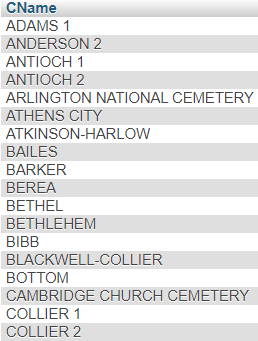 CName
ADAMS 1
ANDERSON 2
ANTIOCH 1
ANTIOCH 2
ARLINGTON NATIONAL CEMETERY
ATHENS CITY
ATKINSON-HARLOW
BAILES
BARKER
BEREA
BETHEL
BETHLEHEM
BIBB
BLACKWELL-COLLIER
BOTTOM
CAMBRIDGE CHURCH CEMETERY
COLLIER 1
COLLIER 2